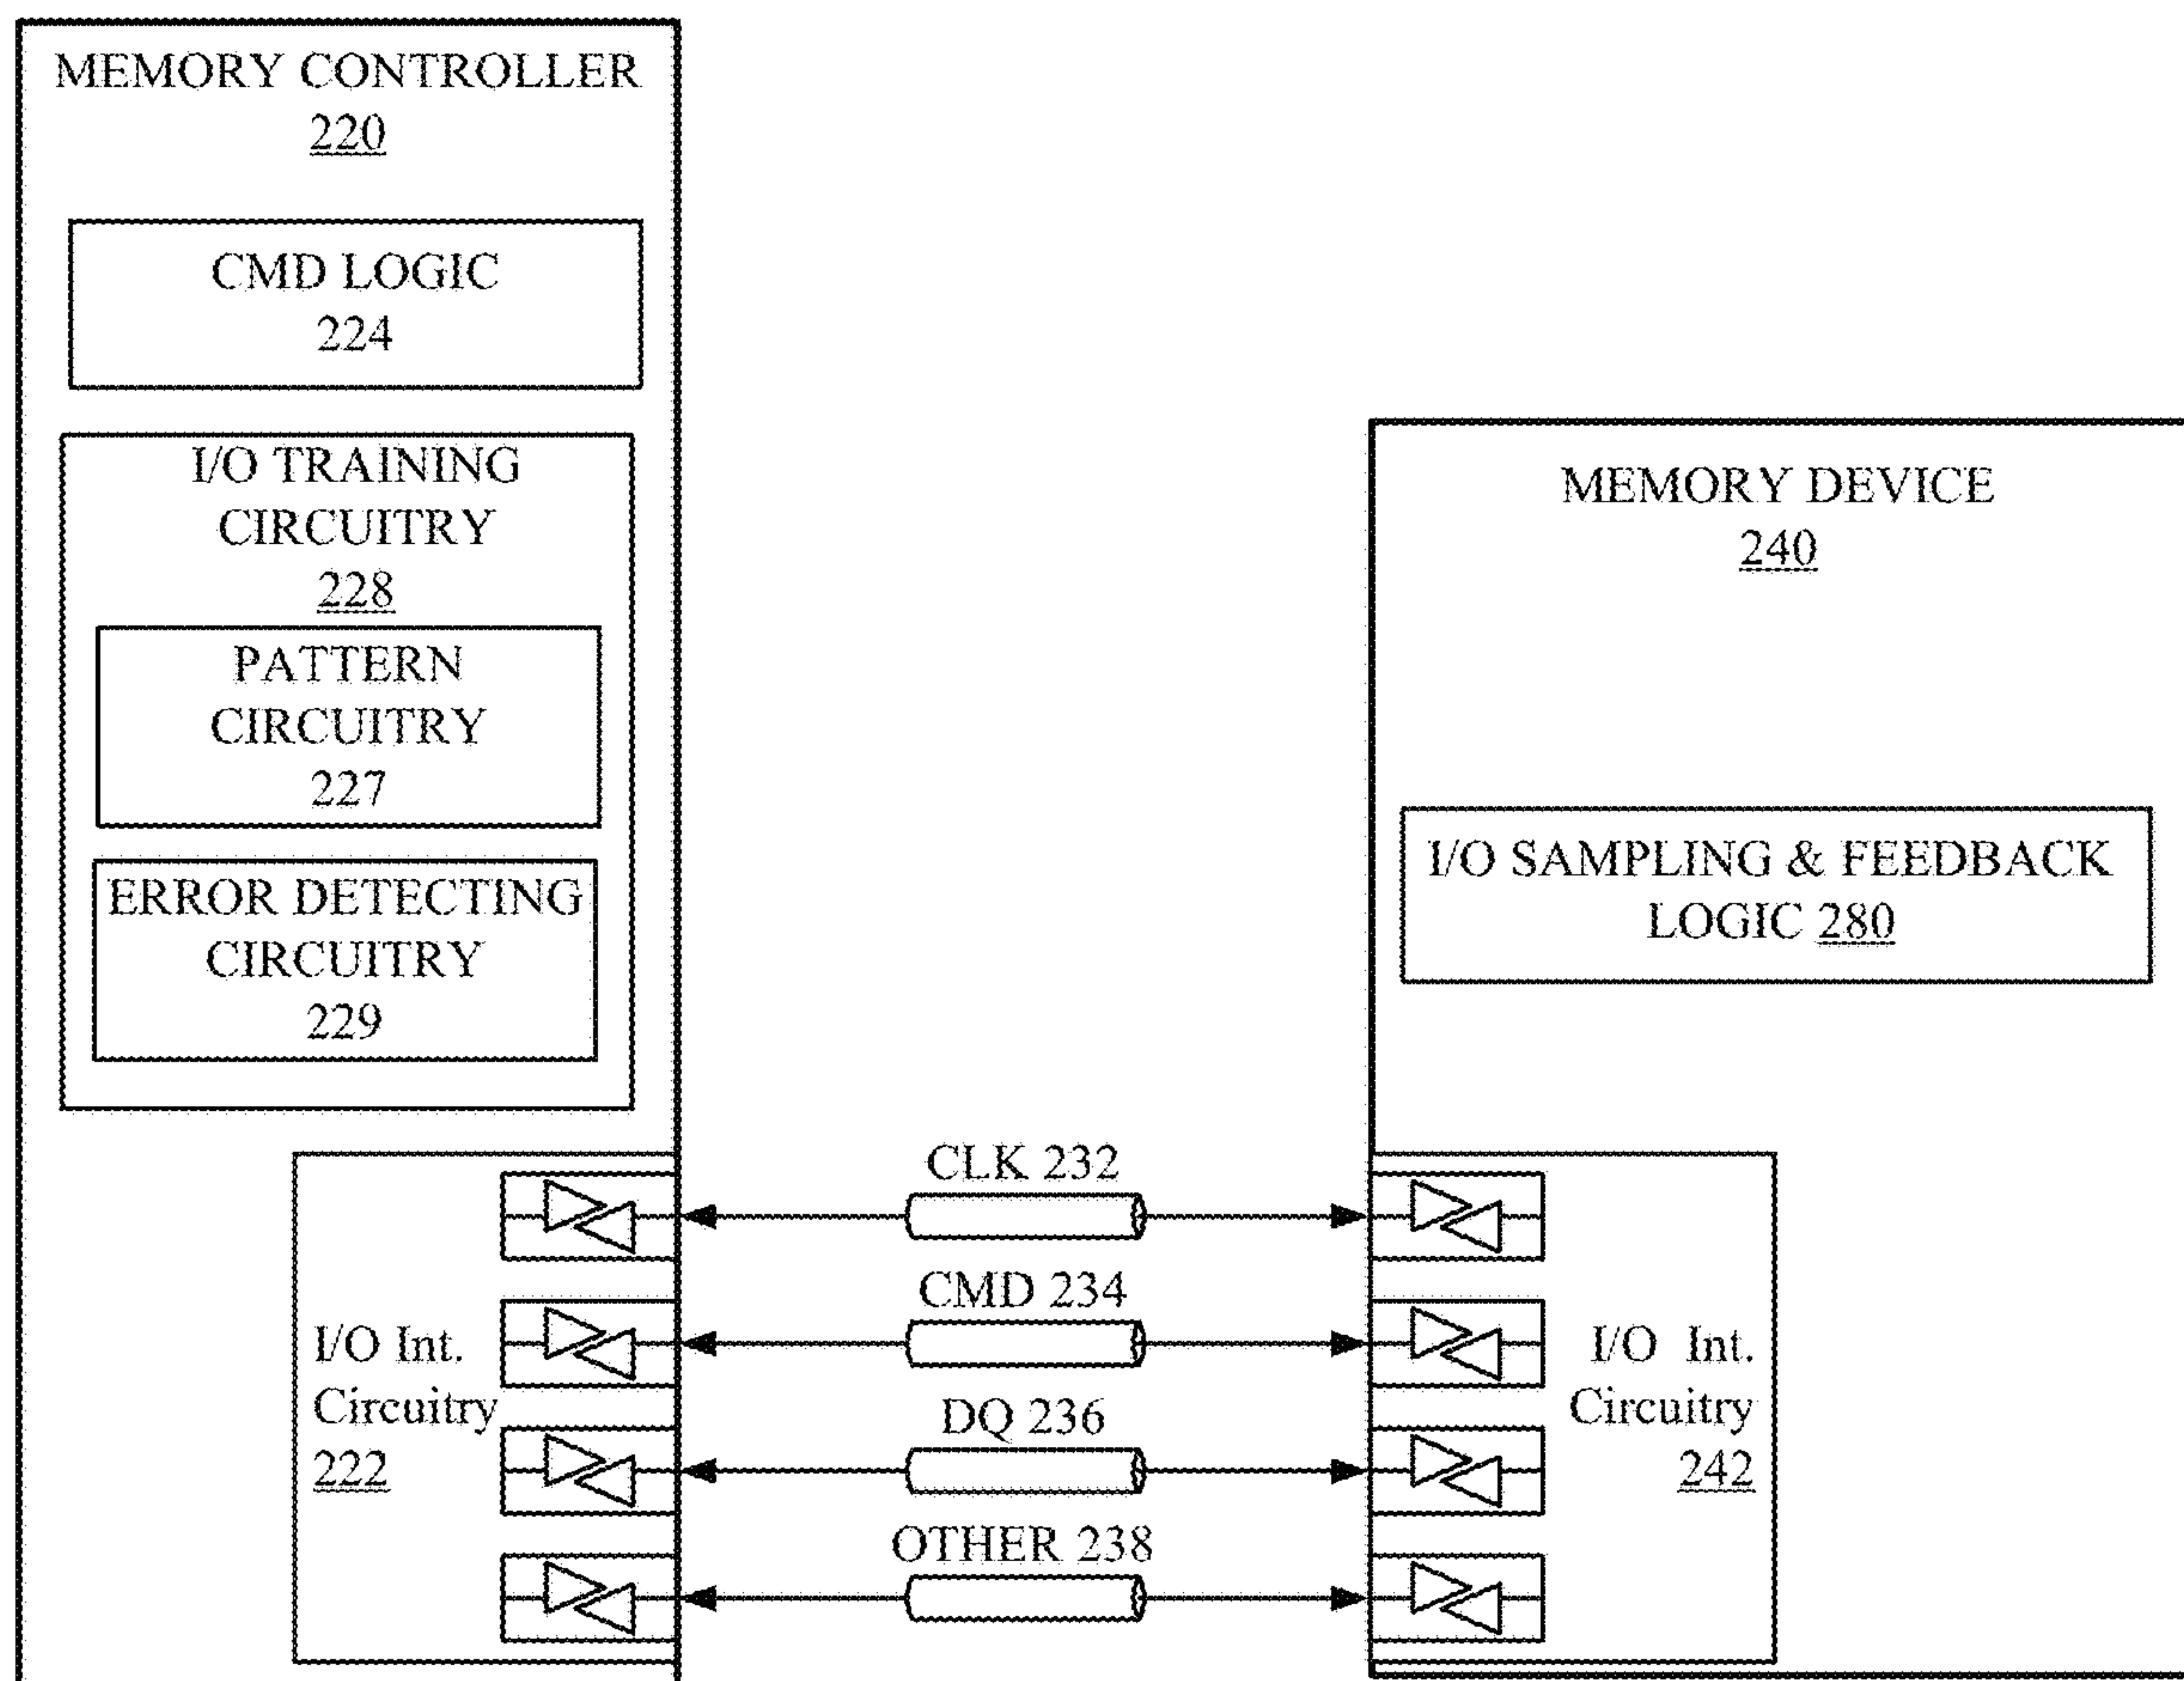 MEMORY CONTROLLER
220
CMD LOGIC
224
I/O TRAINING
CIRCUITRY
228
PATTERN
CIRCUITRY
227
ERROR DETECTING
CIRCUITRY
229
I/O Int.
Circuitry
222
CLK 232
CMD 234
DQ 236
OTHER 238
MEMORY DEVICE
240
I/O SAMPLING & FEEDBACK
LOGIC 280
I/O Int.
Circuitry
242